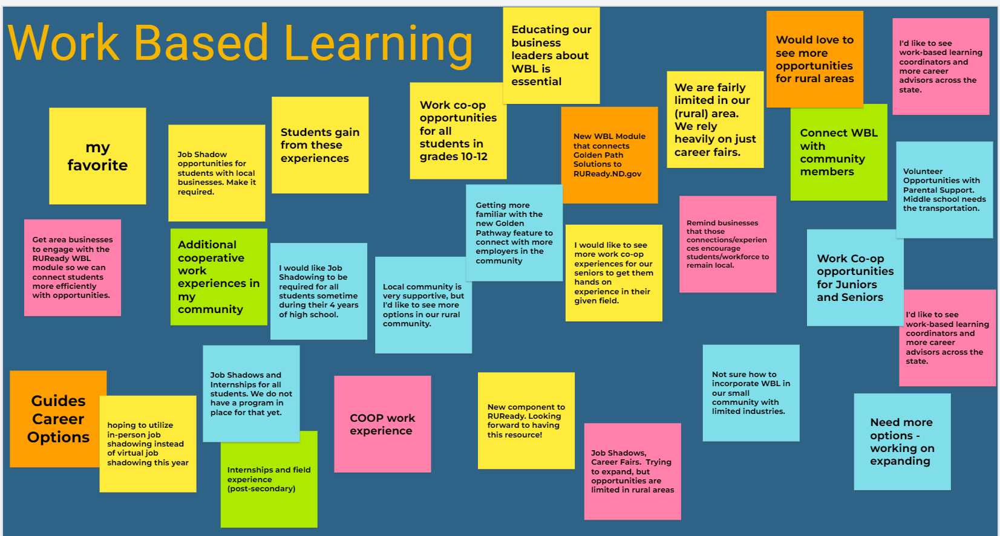 Work Based Learning
Educating our
business
leaders about
WBL is
essential
Would love to
see more
opportunities
for rural areas
I'd like to see
work-based learning
coordinators and
more career
advisors across the
state.
my
favorite
Job Shadow
opportunities for
students with local
businesses. Make it
required.
Students gain
from these
experiences
Work co-op
opportunities
for all
students in
grades 10-12
New WBL Module
that connects
Golden Path
Solutions to
RUReady.ND.gov
We are fairly
limited in our
(rural) area.
We rely
heavily on just
career fairs.
Connect WBL
with
community
members
Volunteer
Opportunities with
Parental Support.
Middle school needs
the transportation.
Get area businesses
to engage with the
RUReady WBL
module so we can
connect students
more efficiently
with opportunities.
Additional
cooperative
work
experiences in
my
community
I would like Job
Shadowing to be
required for all
students sometime
during their 4 years
of high school.
Local community is
very supportive, but
I'd like to see more
options in our rural
community.
Getting more
familiar with the
new Golden
Pathway feature to
connect with more
employers in the
community
I would like to see
more work co-op
experiences for our
seniors to get them
hands on
experience in their
given field.
Remind businesses
that those
connections/experien
ces encourage
students/workforce to
remain local.
Work Co-op
opportunities
for Juniors
and Seniors
I'd like to see
work-based learning
coordinators and
more career
advisors across the
state.
Guides
Career
Options
hoping to utilize
in-person job
shadowing instead
of virtual job
shadowing this year
Job Shadows and
Internships for all
students. We do not
have a program in
place for that yet.
Internships and field
experience
(post-secondary)
COOP work
experience
New component to
RUReady. Looking
forward to having
this resource!
Job Shadows,
Career Fairs. Trying
to expand, but
opportunities are
limited in rural areas
Not sure how to
incorporate WBL in
our small
community with
limited industries.
Need more
options -
working on
expanding